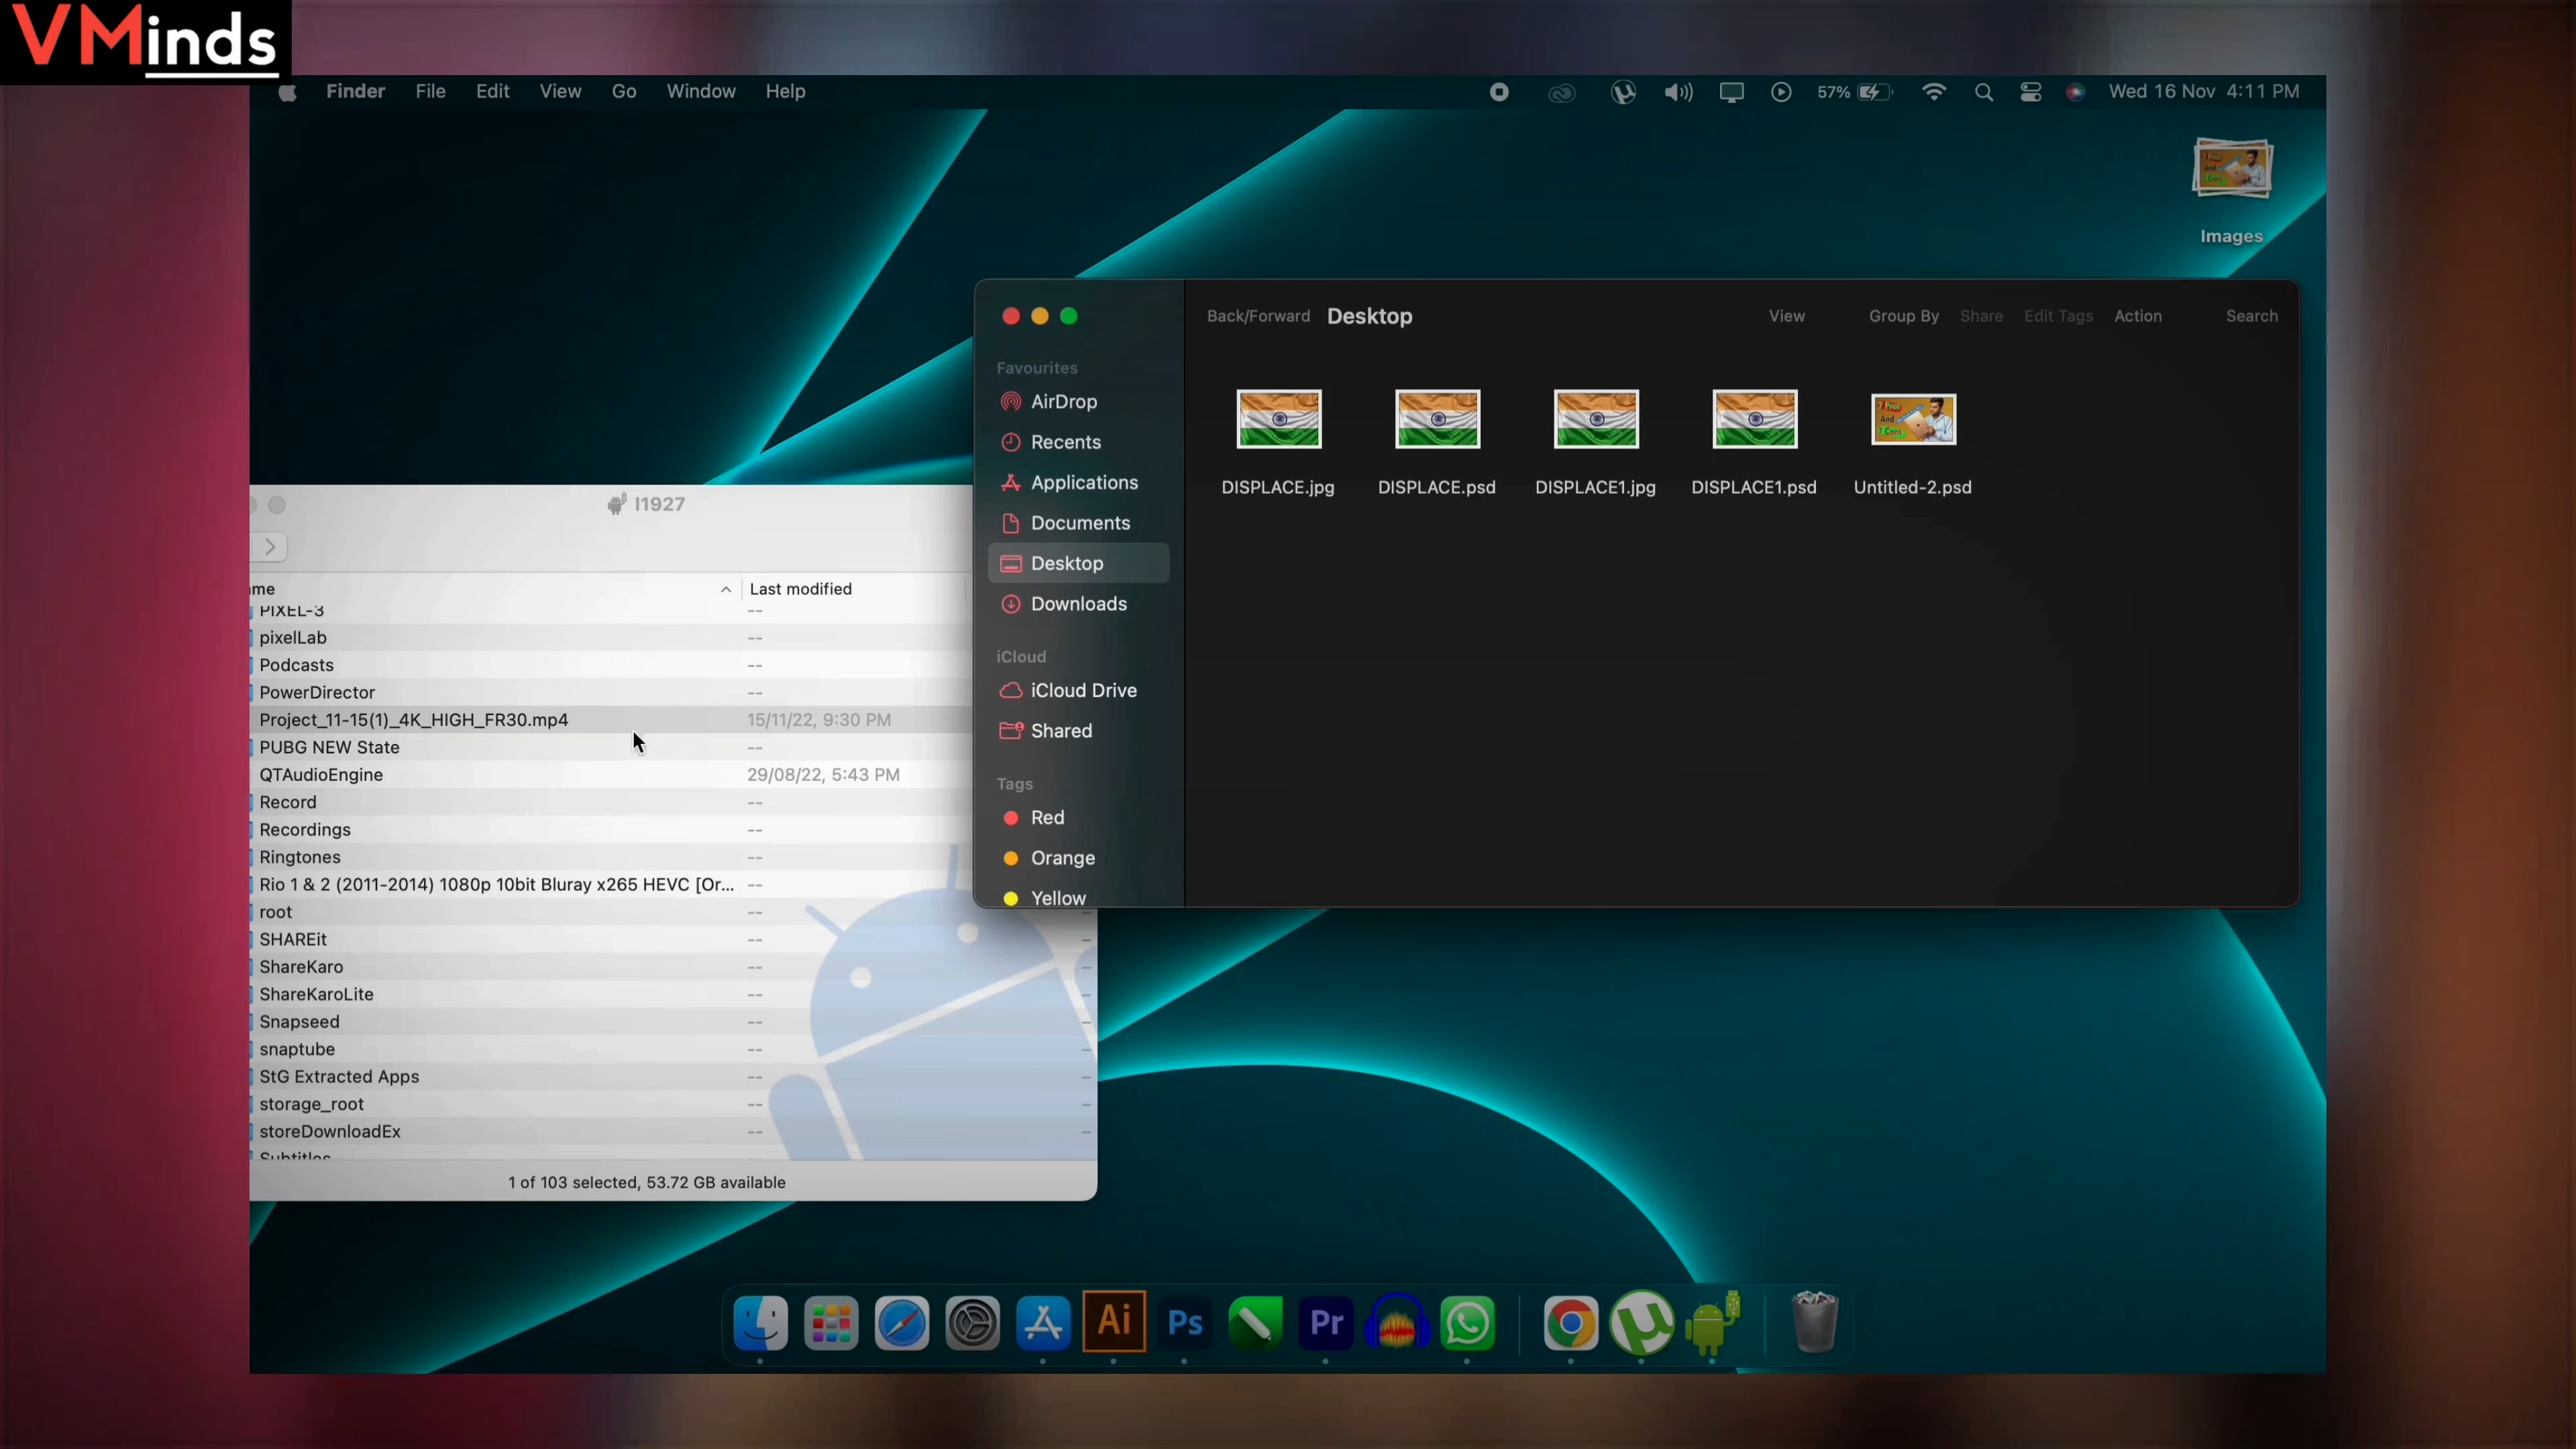 VMinds
Finder File Edit View Go Window Help 57% Wed 16 Nov 4:11 PM
Images
Back/Forward Desktop View Group By Share Edit Tags Action Search
Favourites
AirDrop
Recents
Applications
Documents
Desktop
Downloads
iCloud
iCloud Drive
Shared
Tags
Red
Orange
Yellow
DISPLACE.jpg DISPLACE.psd DISPLACE1.jpg DISPLACE1.psd Untitled-2.psd
7 Pros
And
7 Cons
I1927
me Last modified
PIXEL-3 --
pixelLab --
Podcasts --
PowerDirector --
Project_11-15(1)_4K_HIGH_FR30.mp4 15/11/22, 9:30 PM
PUBG NEW State --
QTAudioEngine 29/08/22, 5:43 PM
Record --
Recordings --
Ringtones --
Rio 1 & 2 (2011-2014) 1080p 10bit Bluray x265 HEVC [Or... --
root --
SHAREit --
ShareKaro --
ShareKaroLite --
Snapseed --
snaptube --
StG Extracted Apps --
storage_root --
storeDownloadEx --
Subtitles
1 of 103 selected, 53.72 GB available
Ai Ps Pr